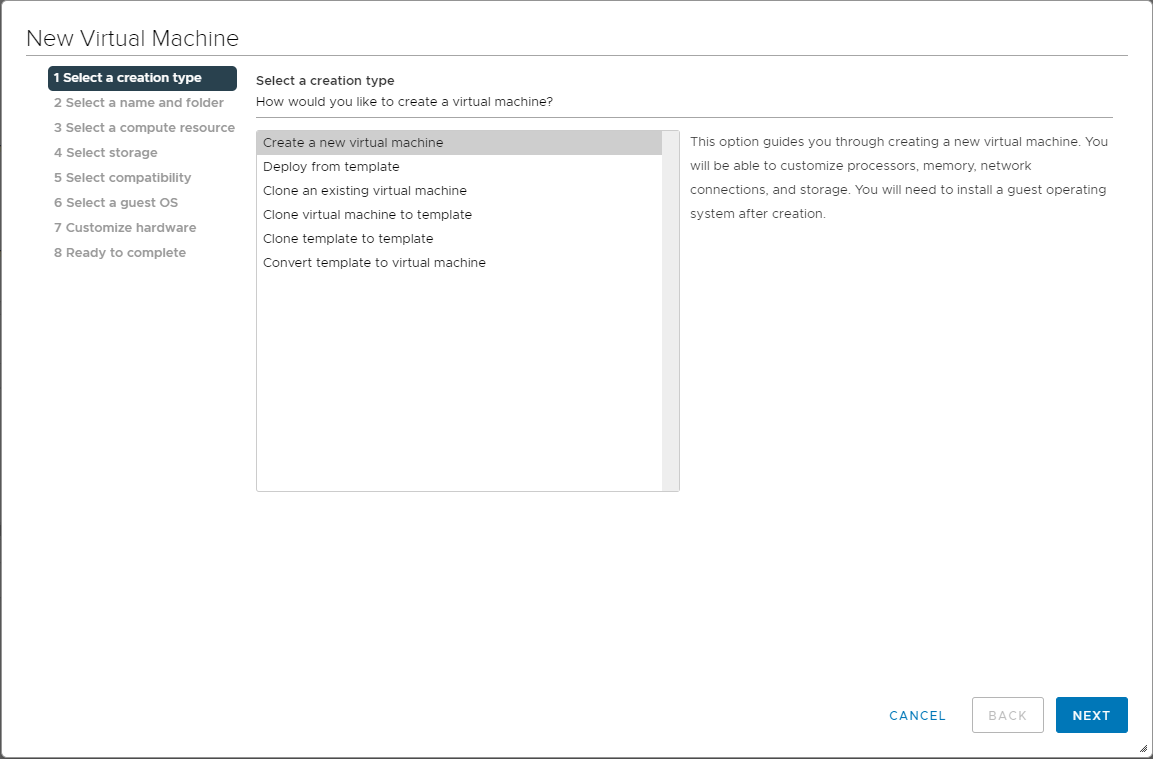 New Virtual Machine
1 Select a creation type
2 Select a name and folder
3 Select a compute resource
4 Select storage
5 Select compatibility
6 Select a guest OS
7 Customize hardware
8 Ready to complete
Select a creation type
How would you like to create a virtual machine?
Create a new virtual machine
Deploy from template
Clone an existing virtual machine
Clone virtual machine to template
Clone template to template
Convert template to virtual machine
This option guides you through creating a new virtual machine. You
will be able to customize processors, memory, network
connections, and storage. You will need to install a guest operating
system after creation.
CANCEL
BACK
NEXT